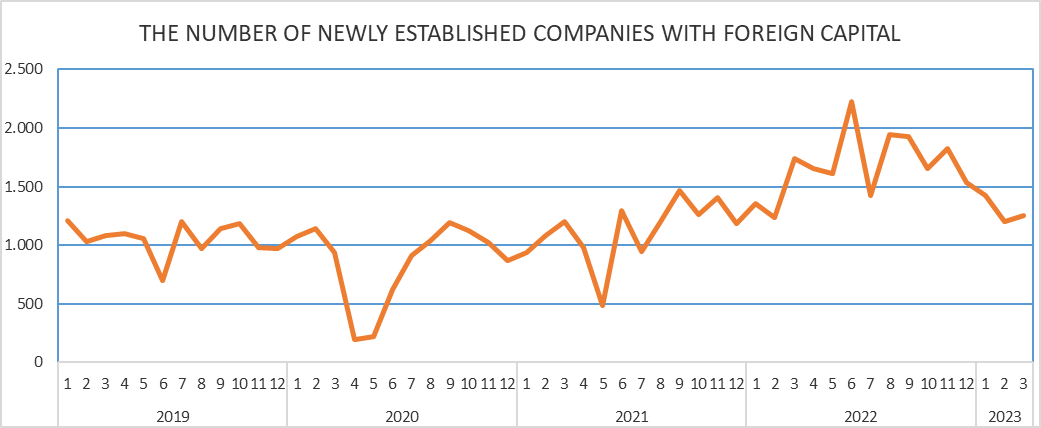 THE NUMBER OF NEWLY ESTABLISHED COMPANIES WITH FOREIGN CAPITAL
2.500
2.000
1.500
1.000
500
0
1 2 3 4 5 6 7 8 9 10 11 12 1 2 3 4 5 6 7 8 9 10 11 12 1 2 3 4 5 6 7 8 9 10 11 12 1 2 3 4 5 6 7 8 9 10 11 12 1 2 3
2019 2020 2021 2022 2023